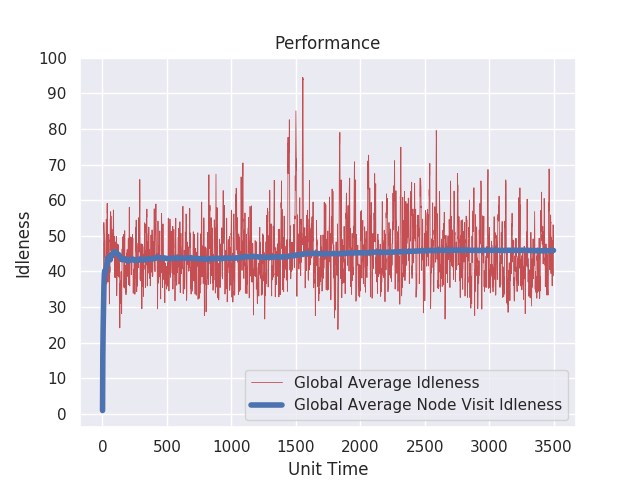 Performance
100
90
80
70
60
50
40
30
20
10
0
Idleness
0 500 1000 1500 2000 2500 3000 3500
Unit Time
Global Average Idleness
Global Average Node Visit Idleness